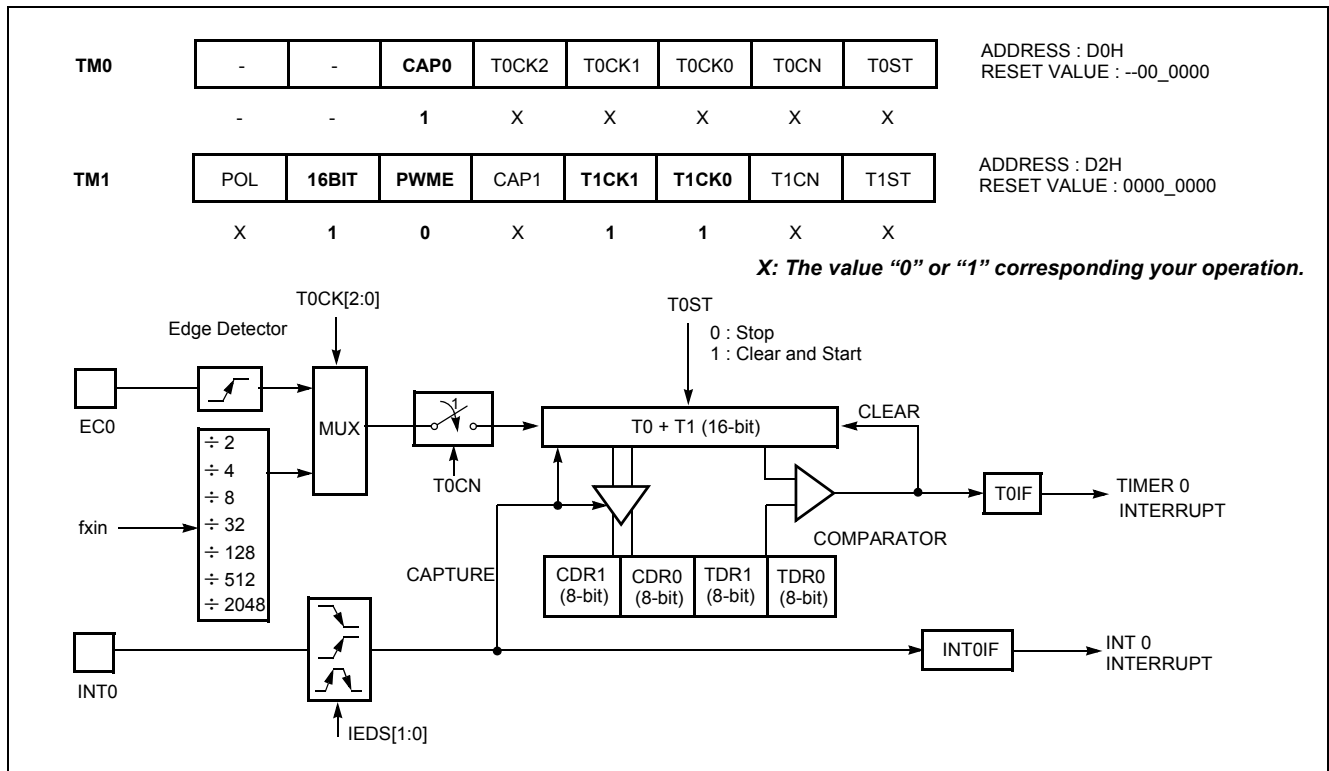 TM0 - - CAP0 T0CK2 T0CK1 T0CK0 T0CN T0ST
ADDRESS : D0H
RESET VALUE : --00_0000
- - 1 X X X X X
TM1 POL 16BIT PWME CAP1 T1CK1 T1CK0 T1CN T1ST
ADDRESS : D2H
RESET VALUE : 0000_0000
X 1 0 X 1 1 X X
X: The value “0” or “1” corresponding your operation.
T0CK[2:0]
Edge Detector
T0ST
0 : Stop
1 : Clear and Start
EC0
MUX
1
T0CN
T0 + T1 (16-bit)
CLEAR
T0IF
TIMER 0
INTERRUPT
COMPARATOR
fxin
÷ 2
÷ 4
÷ 8
÷ 32
÷ 128
÷ 512
÷ 2048
CAPTURE
CDR1
(8-bit)
CDR0
(8-bit)
TDR1
(8-bit)
TDR0
(8-bit)
INT0
IEDS[1:0]
INT0IF
INT 0
INTERRUPT